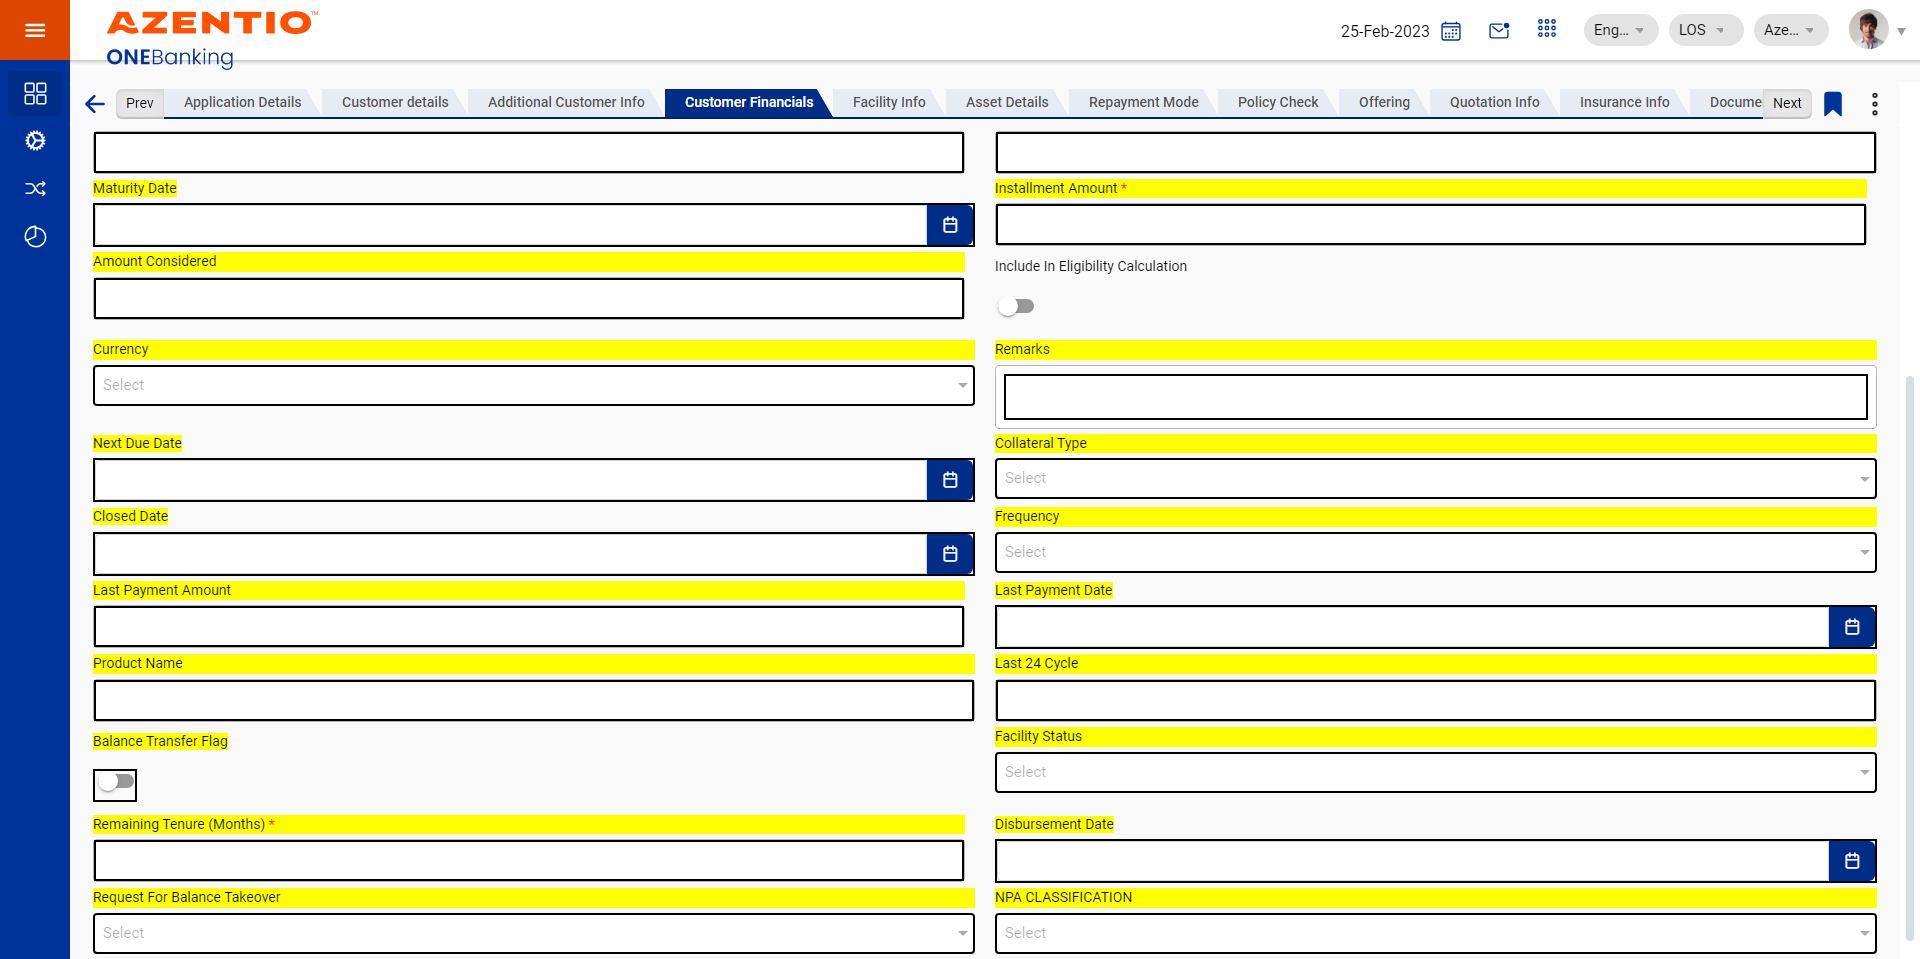 AZENTIO™
ONEBanking
25-Feb-2023
Eng...
LOS
Aze...
Prev
Application Details
Customer details
Additional Customer Info
Customer Financials
Facility Info
Asset Details
Repayment Mode
Policy Check
Offering
Quotation Info
Insurance Info
Docume
Next
Maturity Date
Installment Amount *
Amount Considered
Include In Eligibility Calculation
Currency
Remarks
Select
Next Due Date
Collateral Type
Select
Closed Date
Frequency
Select
Last Payment Amount
Last Payment Date
Product Name
Last 24 Cycle
Balance Transfer Flag
Facility Status
Select
Remaining Tenure (Months) *
Disbursement Date
Request For Balance Takeover
NPA CLASSIFICATION
Select
Select